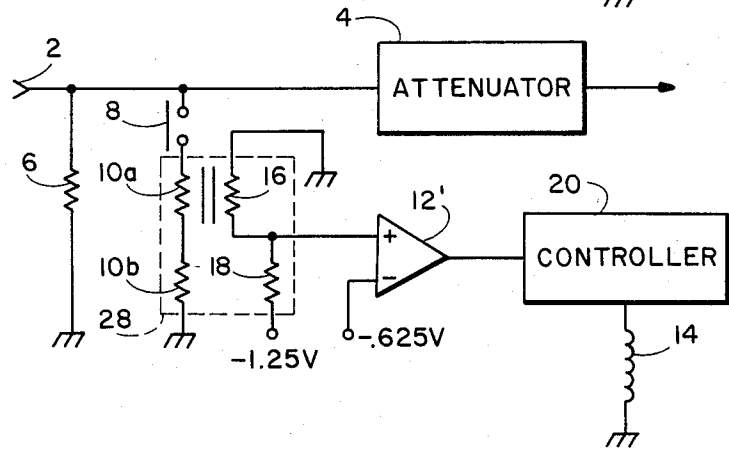 2
4
ATTENUATOR
8
6
10a
16
12'
20
+
CONTROLLER
10b
18
−
28
-1.25V
-.625V
14